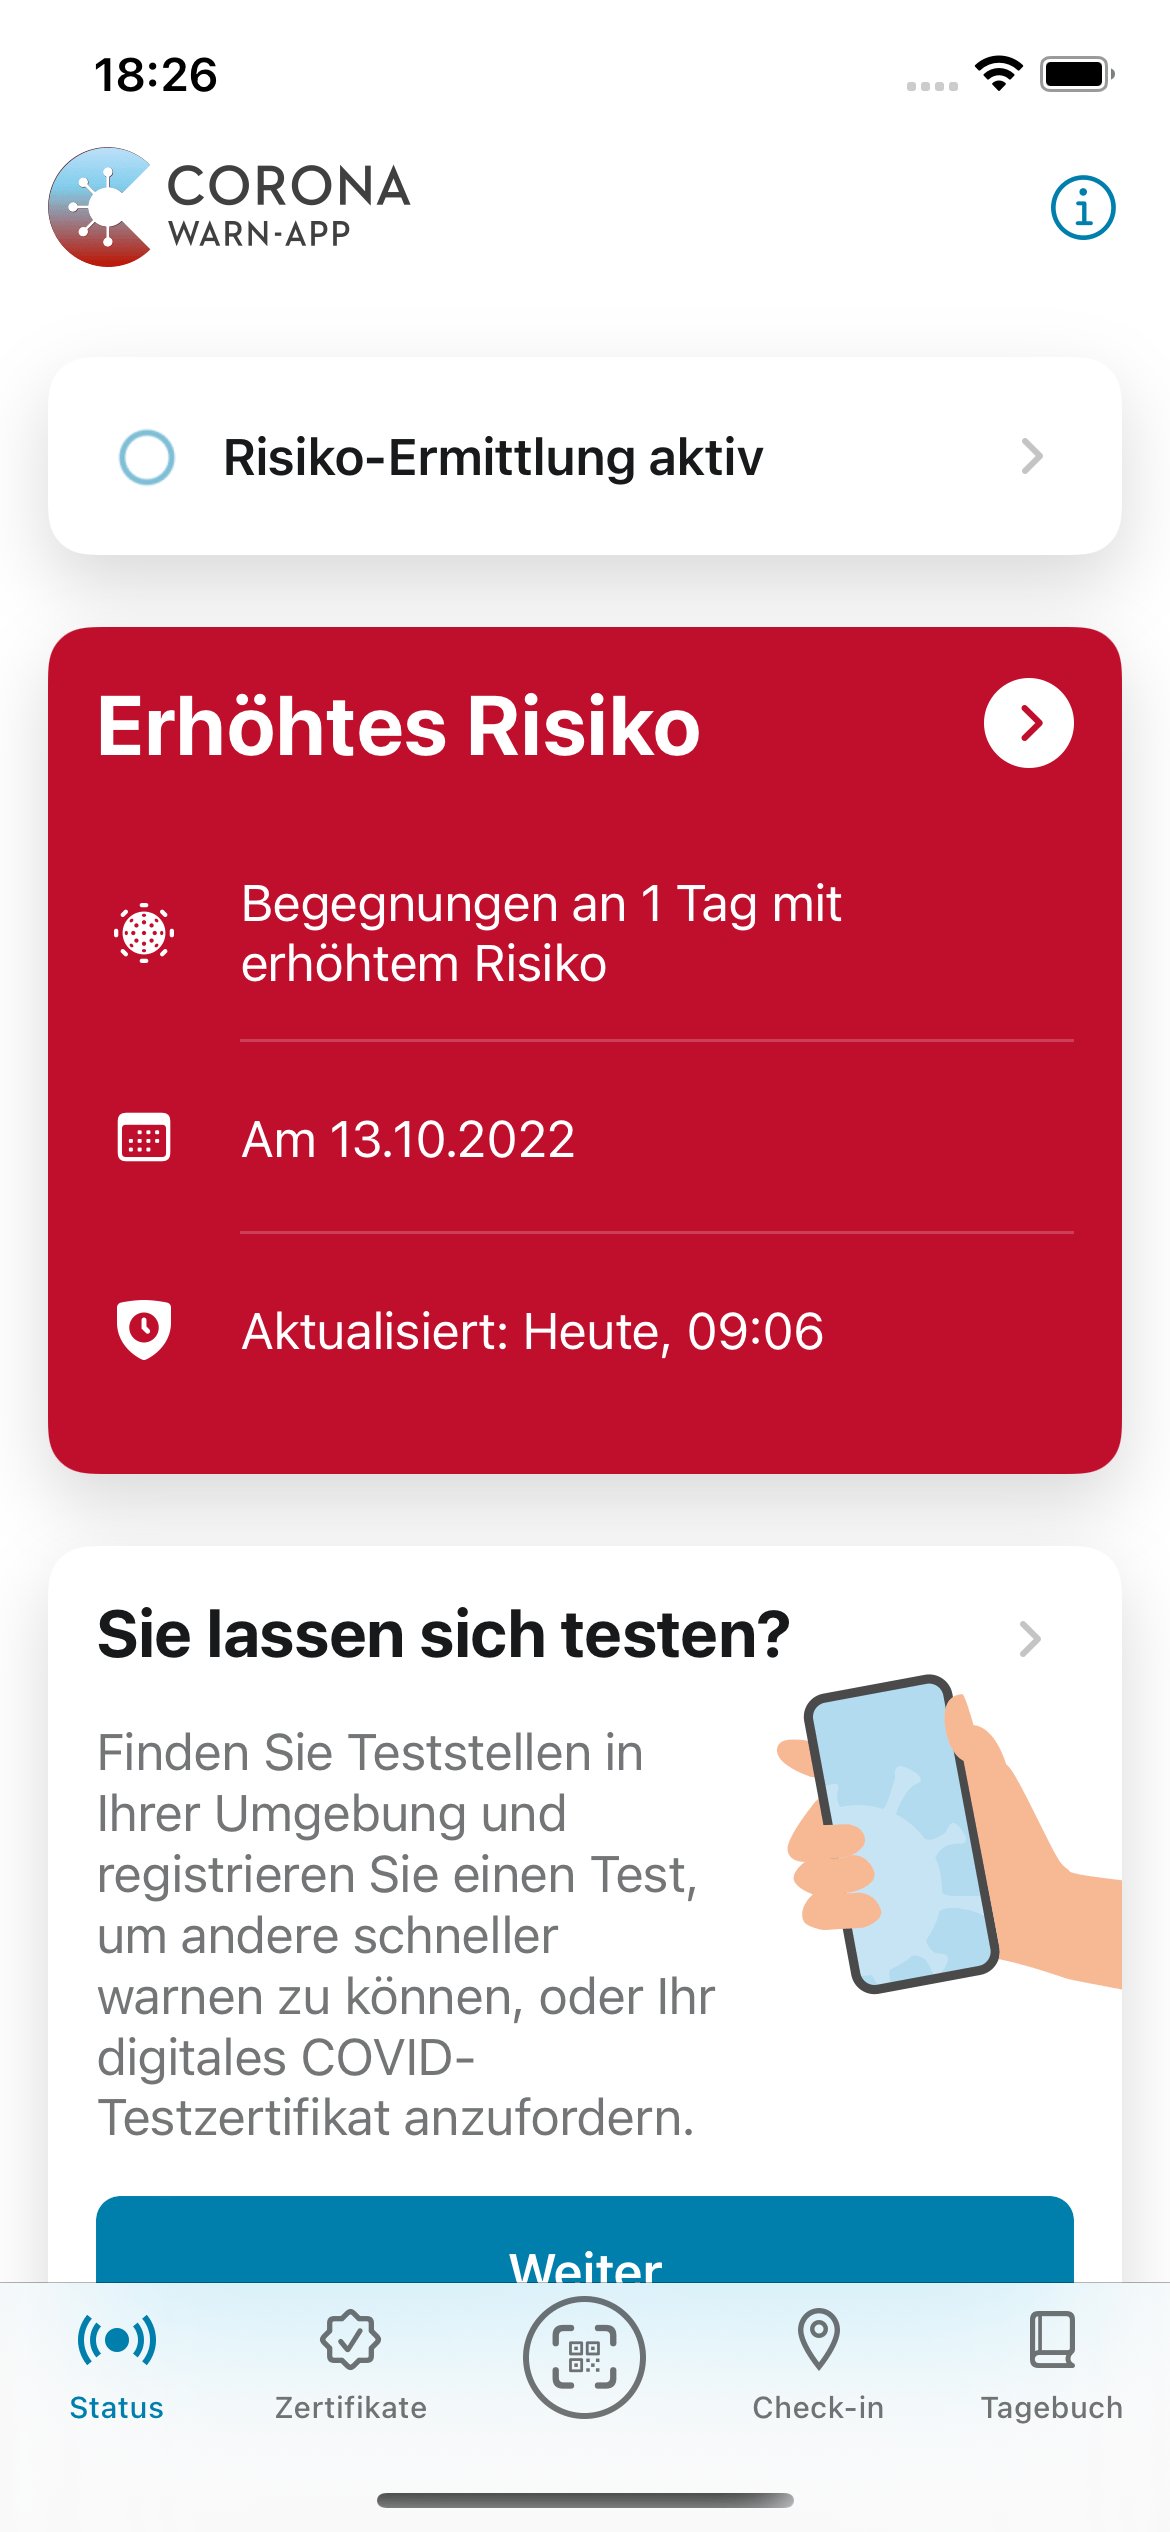 18:26
CORONA
WARN-APP
Risiko-Ermittlung aktiv
Erhöhtes Risiko
Begegnungen an 1 Tag mit
erhöhtem Risiko
Am 13.10.2022
Aktualisiert: Heute, 09:06
Sie lassen sich testen?
Finden Sie Teststellen in
Ihrer Umgebung und
registrieren Sie einen Test,
um andere schneller
warnen zu können, oder Ihr
digitales COVID-
Testzertifikat anzufordern.
Weiter
Status
Zertifikate
Check-in
Tagebuch